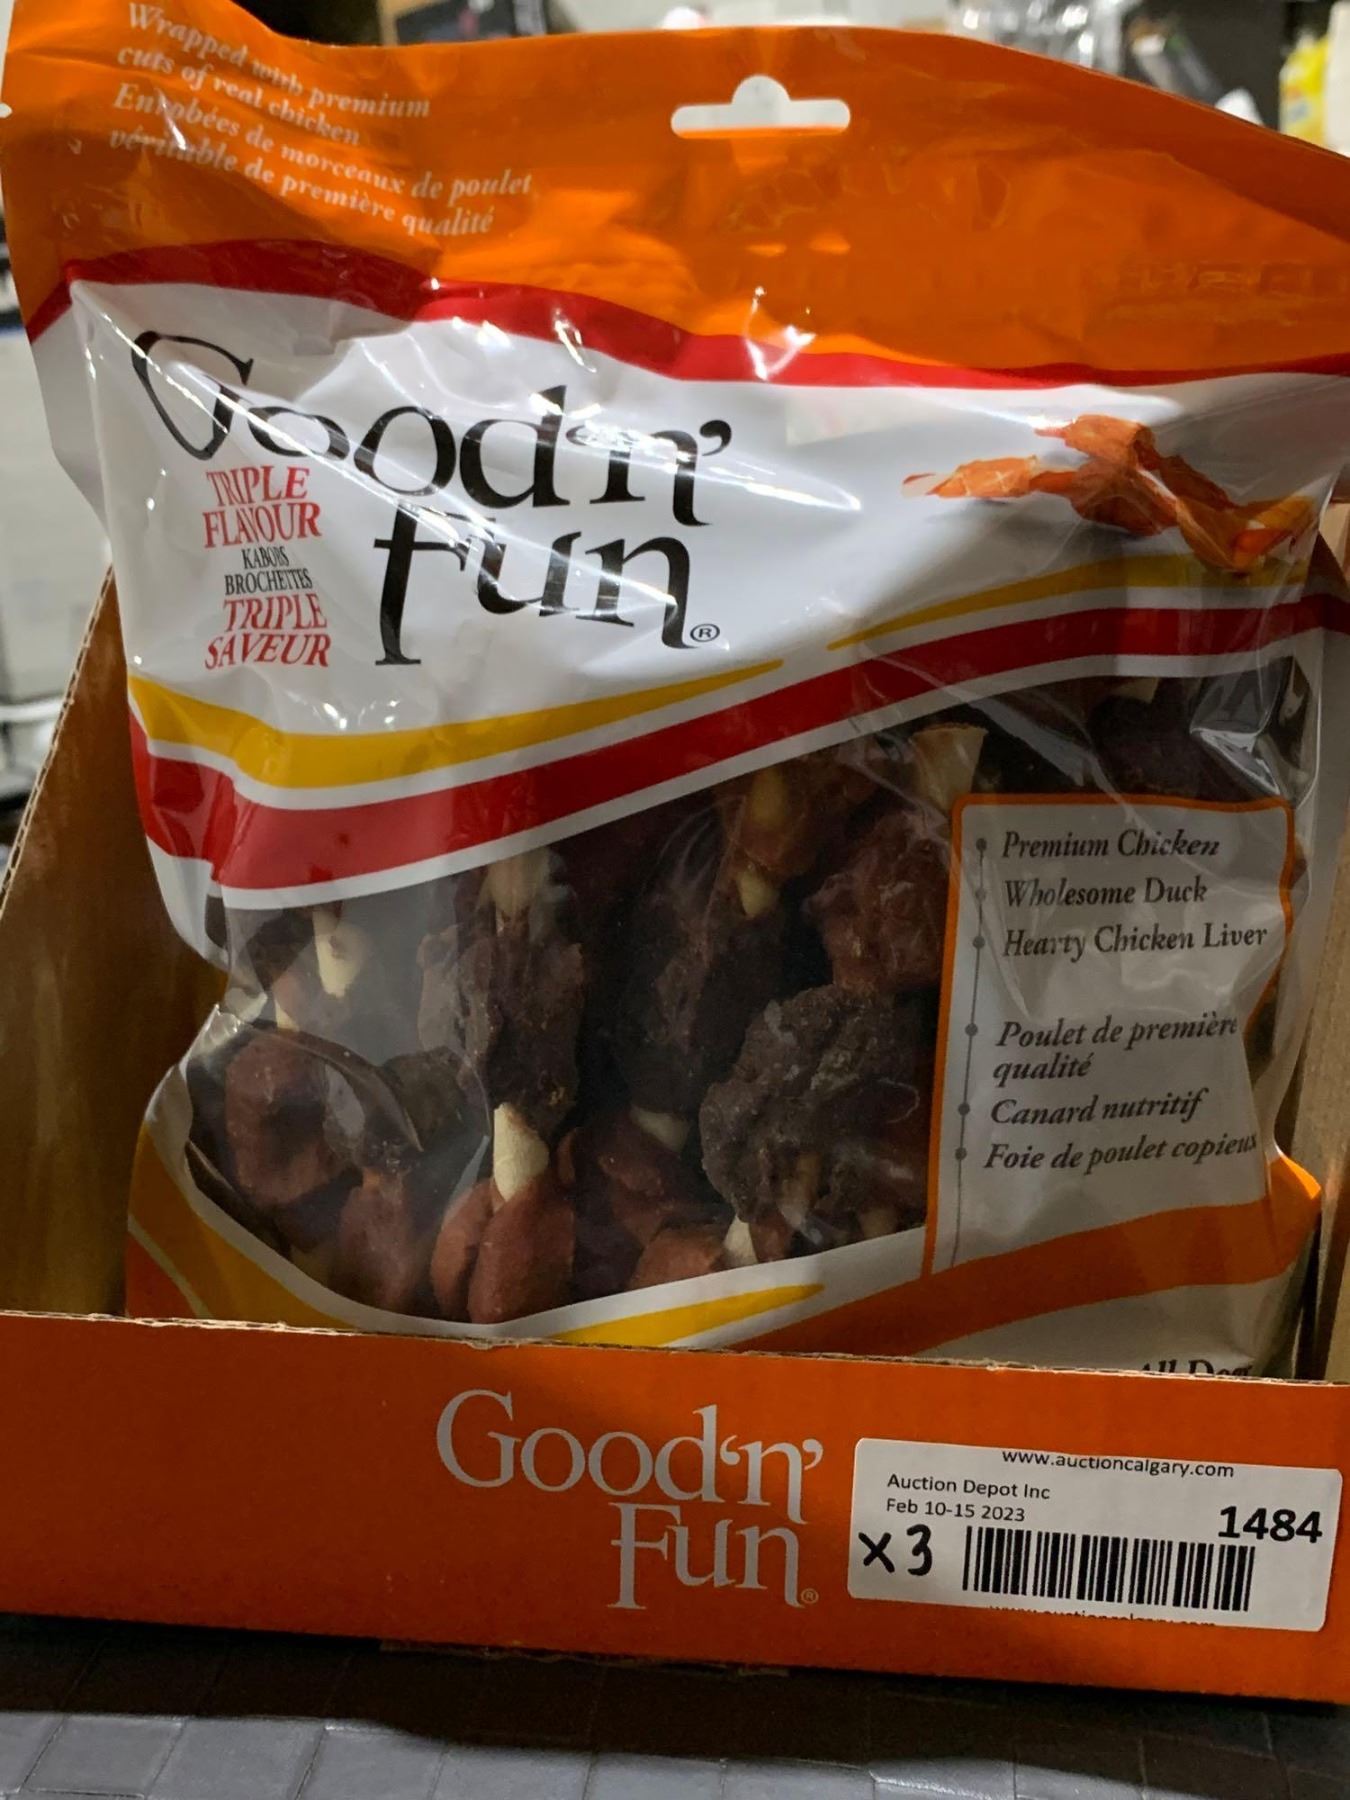 Wrapped with premium
cuts of real chicken
Enrobées de morceaux de poulet
véritable de première qualité
Good'n'
Fun®
TRIPLE
FLAVOUR
KABOBS
BROCHETTES
TRIPLE
SAVEUR
Premium Chicken
Wholesome Duck
Hearty Chicken Liver
Poulet de première
qualité
Canard nutritif
Foie de poulet copieux
All Dogs
Good'n'
Fun®
www.auctioncalgary.com
Auction Depot Inc
Feb 10-15 2023
1484
x3